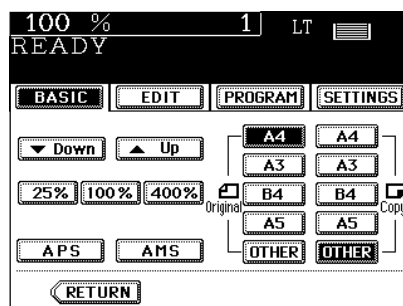 100 % 1 LT
READY
BASIC EDIT PROGRAM SETTINGS
▼ Down ▲ Up
25% 100% 400%
APS AMS
Original
A4 A4
A3 A3
B4 B4
A5 A5
OTHER OTHER
Copy
RETURN